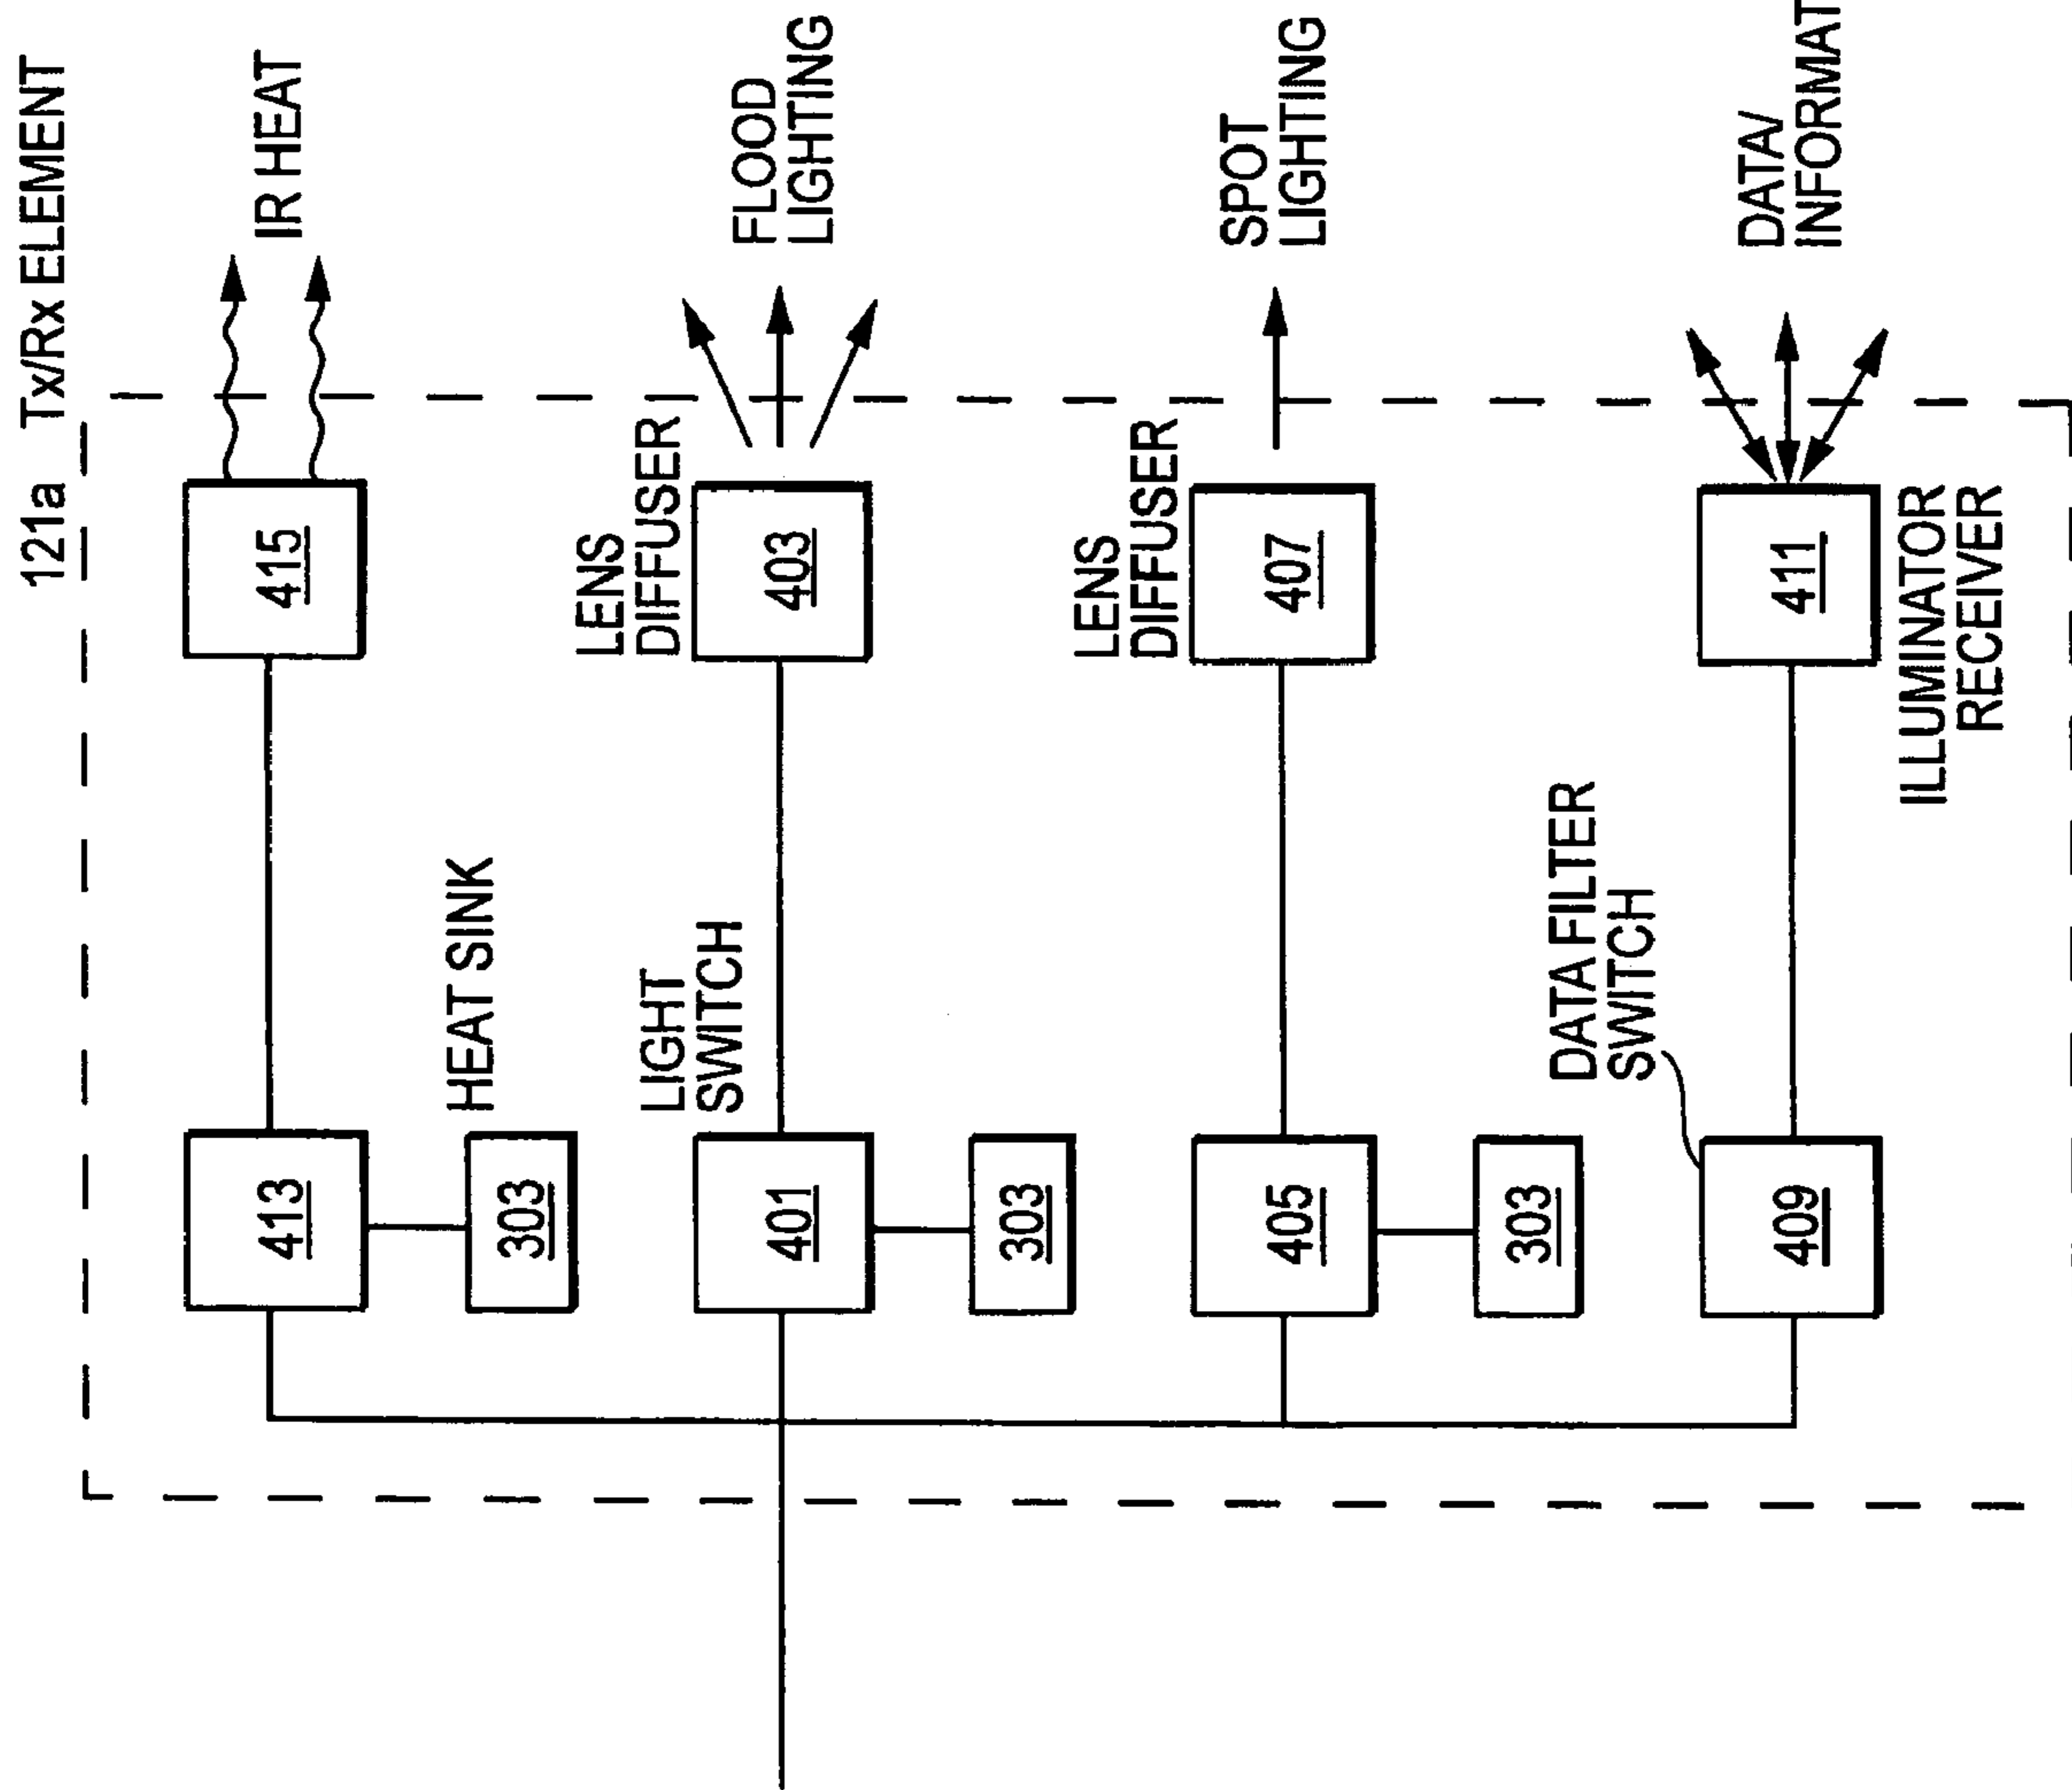 121a Tx/Rx ELEMENT
413
415
IR HEAT
HEAT SINK
303
LIGHT
SWITCH
LENS
DIFFUSER
401
403
FLOOD
LIGHTING
303
LENS
DIFFUSER
405
407
SPOT
LIGHTING
303
DATA FILTER
SWITCH
409
411
DATA/
INFORMAT
ILLUMINATOR
RECEIVER